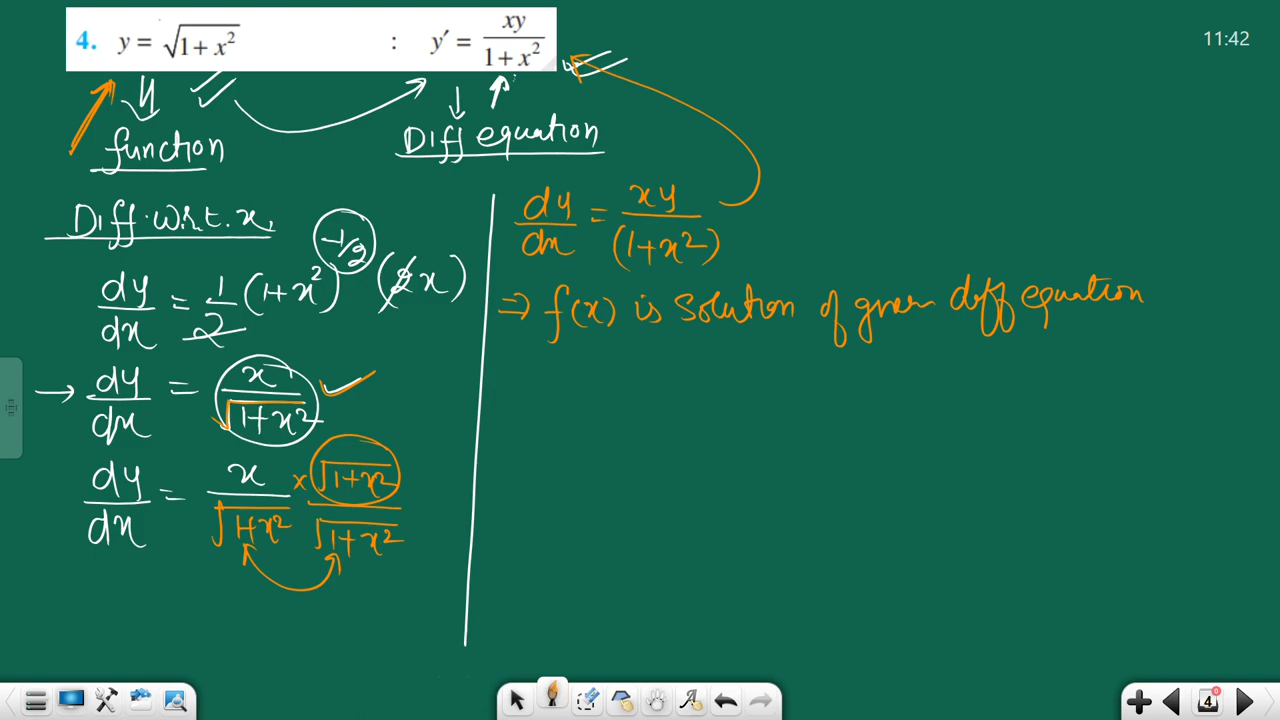 4. y = √(1 + x²) : y′ = xy/(1 + x²)
11:42
function
Diff equation
Diff. w.r.t. x.
dy/dx = 1/2 (1+x²)^(-1/2) (2x)
→ dy/dx = x/√(1+x²)
dy/dx = x/√(1+x²) × √(1+x²)/√(1+x²)
dy/dx = xy/(1+x²)
⇒ f(x) is solution of given diff equation
4
0